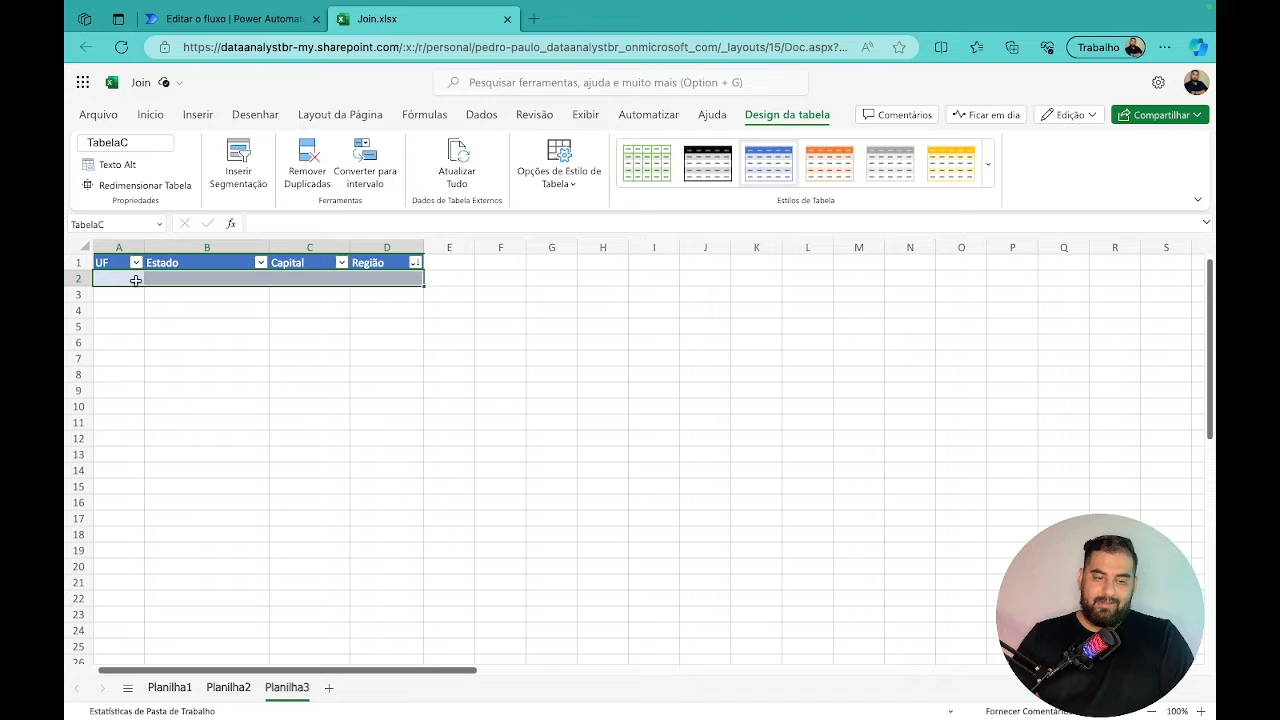 Editar o fluxo | Power Automat
Join.xlsx
https://dataanalystbr-my.sharepoint.com/:x:/r/personal/pedro-paulo_dataanalystbr_onmicrosoft_com/_layouts/15/Doc.aspx?...
Trabalho
Join
Pesquisar ferramentas, ajuda e muito mais (Option + G)
Arquivo Início Inserir Desenhar Layout da Página Fórmulas Dados Revisão Exibir Automatizar Ajuda Design da tabela Comentários Ficar em dia Edição Compartilhar
TabelaC
Texto Alt
Redimensionar Tabela
Propriedades
Inserir
Segmentação
Remover
Duplicadas
Converter para
intervalo
Ferramentas
Atualizar
Tudo
Dados de Tabela Externos
Opções de Estilo de
Tabela
Estilos de Tabela
TabelaC
fx
A B C D E F G H I J K L M N O P Q R S
1 UF Estado Capital Região
2
3
4
5
6
7
8
9
10
11
12
13
14
15
16
17
18
19
20
21
22
23
24
25
26
Planilha1 Planilha2 Planilha3
Estatísticas de Pasta de Trabalho
Fornecer Comentários
100%